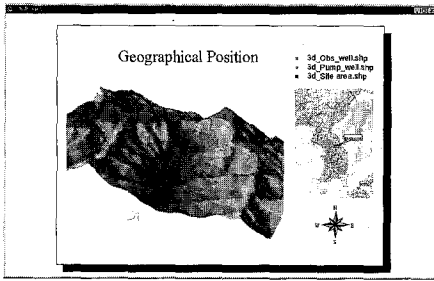 Geographical Position
3d_Obs_well.shp
3d_Pump_well.shp
3d_Site area.shp
N
W E
S